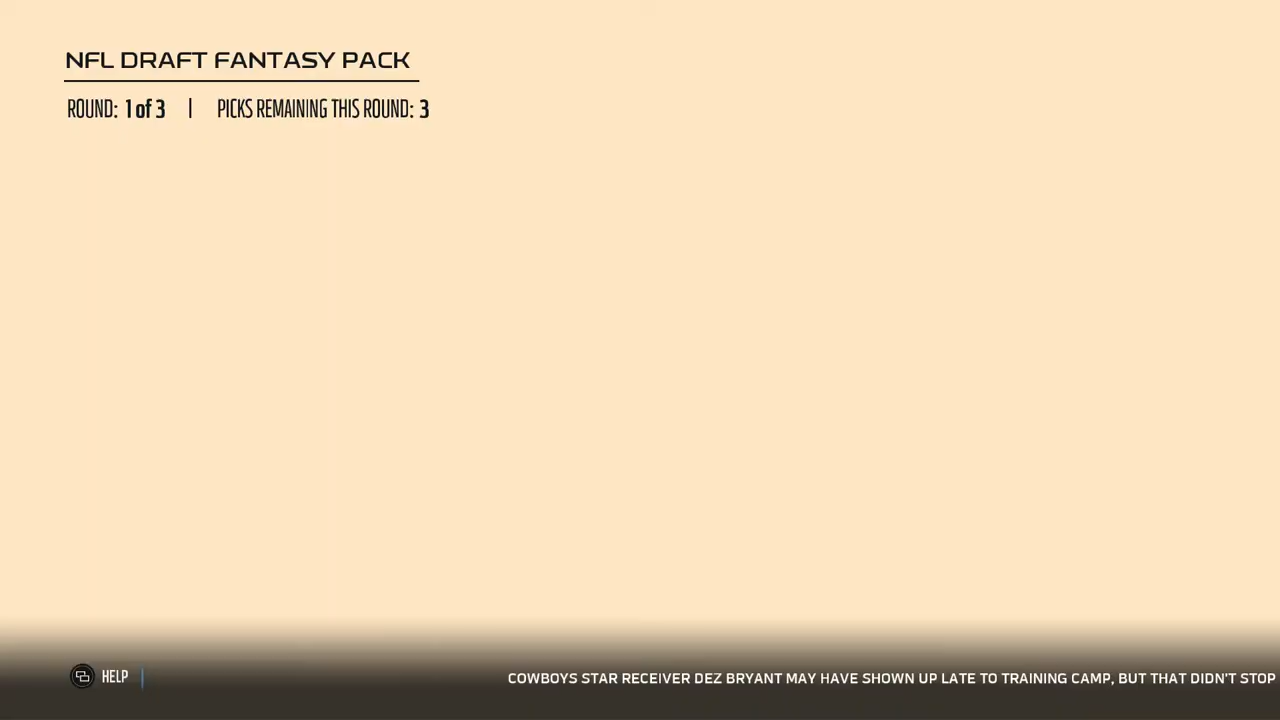 NFL DRAFT FANTASY PACK
ROUND: 1 of 3 | PICKS REMAINING THIS ROUND: 3
HELP
COWBOYS STAR RECEIVER DEZ BRYANT MAY HAVE SHOWN UP LATE TO TRAINING CAMP, BUT THAT DIDN'T STOP